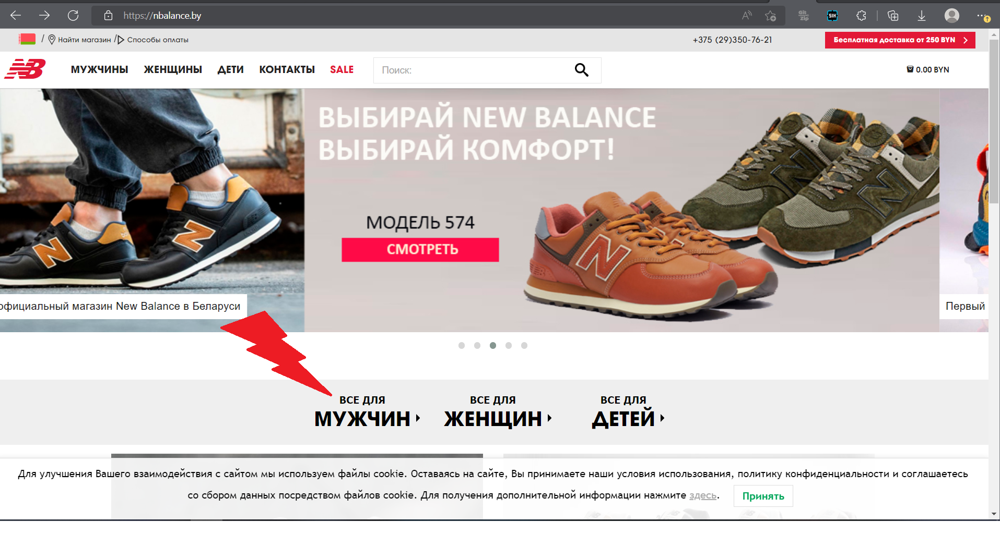 https://nbalance.by
/ Найти магазин / Способы оплаты
+375 (29)350-76-21
Бесплатная доставка от 250 BYN
NB
МУЖЧИНЫ ЖЕНЩИНЫ ДЕТИ КОНТАКТЫ SALE
Поиск:
0.00 BYN
ВЫБИРАЙ NEW BALANCE
ВЫБИРАЙ КОМФОРТ!
МОДЕЛЬ 574
СМОТРЕТЬ
официальный магазин New Balance в Беларуси
Первый
ВСЕ ДЛЯ
МУЖЧИН
ВСЕ ДЛЯ
ЖЕНЩИН
ВСЕ ДЛЯ
ДЕТЕЙ
Для улучшения Вашего взаимодействия с сайтом мы используем файлы cookie. Оставаясь на сайте, Вы принимаете наши условия использования, политику конфиденциальности и соглашаетесь
со сбором данных посредством файлов cookie. Для получения дополнительной информации нажмите здесь. Принять